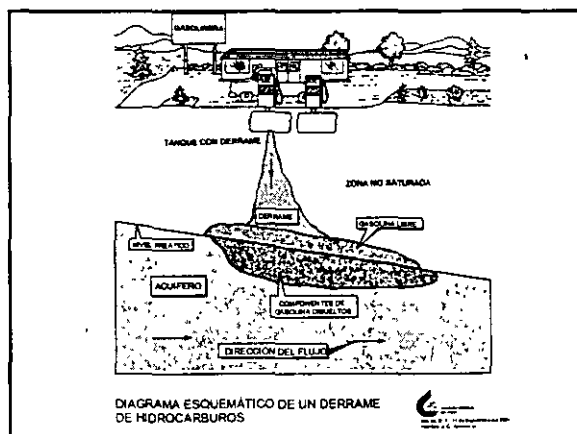 GASOLINERA
TANQUE CON DERRAME
ZONA NO SATURADA
DERRAME
GASOLINA LIBRE
NIVEL FREATICO
ACUIFERO
COMPONENTES DE
GASOLINA DISUELTOS
DIRECCIÓN DEL FLUJO
DIAGRAMA ESQUEMÁTICO DE UN DERRAME
DE HIDROCARBUROS